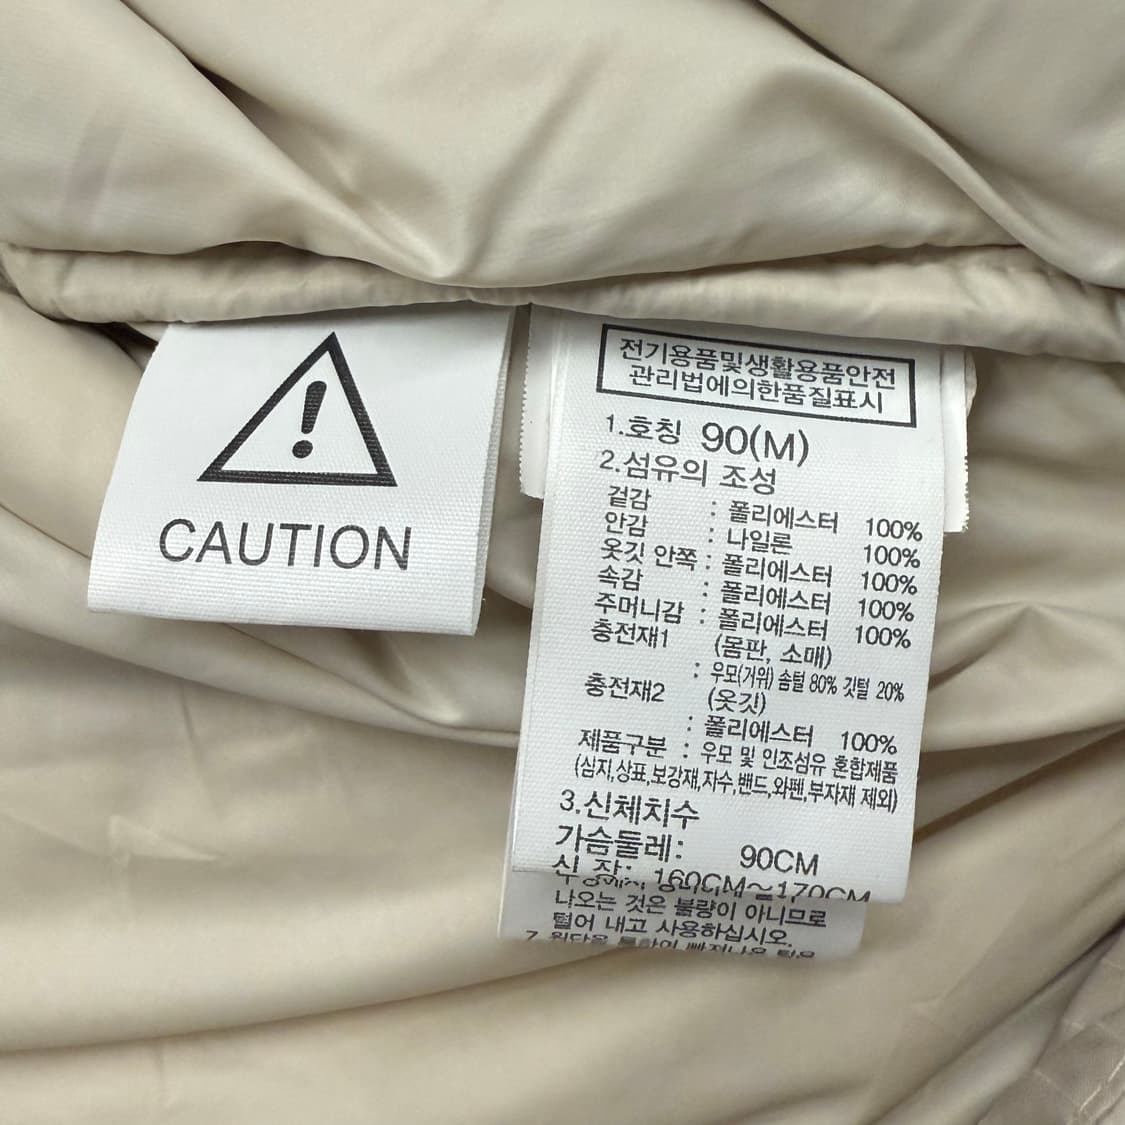 CAUTION
전기용품및생활용품안전
관리법에의한품질표시
1.호칭 90(M)
2.섬유의 조성
겉감 : 폴리에스터 100%
안감 : 나일론 100%
옷깃 안쪽 : 폴리에스터 100%
속감 : 폴리에스터 100%
주머니감 : 폴리에스터 100%
충전재1 (몸판, 소매)
: 우모(거위) 솜털 80% 깃털 20%
충전재2 (옷깃)
: 폴리에스터 100%
제품구분 : 우모 및 인조섬유 혼합제품
(심지,상표,보강재,자수,밴드,와펜,부자재 제외)
3.신체치수
가슴둘레: 90CM
신 장: 160CM~170CM
나오는 것은 불량이 아니므로
털어 내고 사용하십시오.
7.